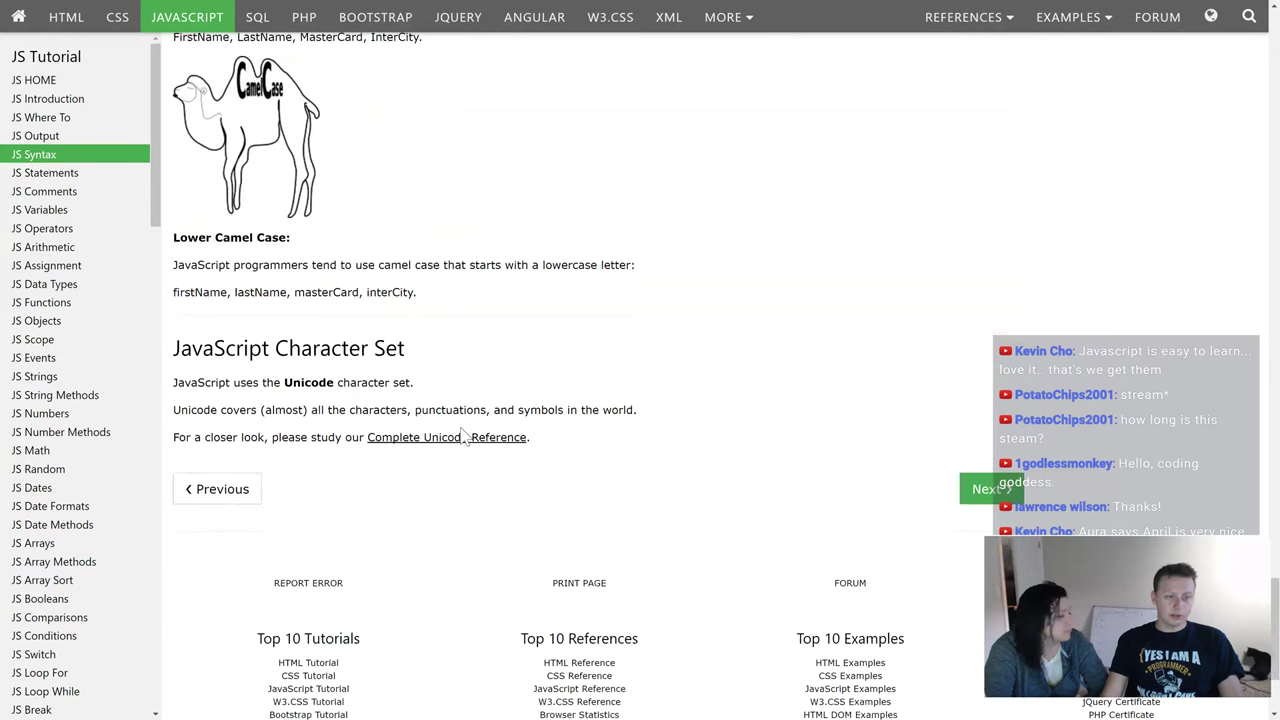 HTML CSS JAVASCRIPT SQL PHP BOOTSTRAP JQUERY ANGULAR W3.CSS XML MORE REFERENCES EXAMPLES FORUM
JS Tutorial
JS HOME
JS Introduction
JS Where To
JS Output
JS Syntax
JS Statements
JS Comments
JS Variables
JS Operators
JS Arithmetic
JS Assignment
JS Data Types
JS Functions
JS Objects
JS Scope
JS Events
JS Strings
JS String Methods
JS Numbers
JS Number Methods
JS Math
JS Random
JS Dates
JS Date Formats
JS Date Methods
JS Arrays
JS Array Methods
JS Array Sort
JS Booleans
JS Comparisons
JS Conditions
JS Switch
JS Loop For
JS Loop While
JS Break
FirstName, LastName, MasterCard, InterCity.
CamelCase
Lower Camel Case:
JavaScript programmers tend to use camel case that starts with a lowercase letter:
firstName, lastName, masterCard, interCity.
JavaScript Character Set
JavaScript uses the Unicode character set.
Unicode covers (almost) all the characters, punctuations, and symbols in the world.
For a closer look, please study our Complete Unicode Reference.
❮ Previous
Next ❯
REPORT ERROR
PRINT PAGE
FORUM
Top 10 Tutorials
HTML Tutorial
CSS Tutorial
JavaScript Tutorial
W3.CSS Tutorial
Bootstrap Tutorial
Top 10 References
HTML Reference
CSS Reference
JavaScript Reference
W3.CSS Reference
Browser Statistics
Top 10 Examples
HTML Examples
CSS Examples
JavaScript Examples
W3.CSS Examples
HTML DOM Examples
jQuery Certificate
PHP Certificate
Kevin Cho: Javascript is easy to learn...
love it.. that's we get them
PotatoChips2001: stream*
PotatoChips2001: how long is this
steam?
1godlessmonkey: Hello, coding
goddess.
lawrence wilson: Thanks!
Kevin Cho: Aura says April is very nice
YES I AM A
PROGRAMMER